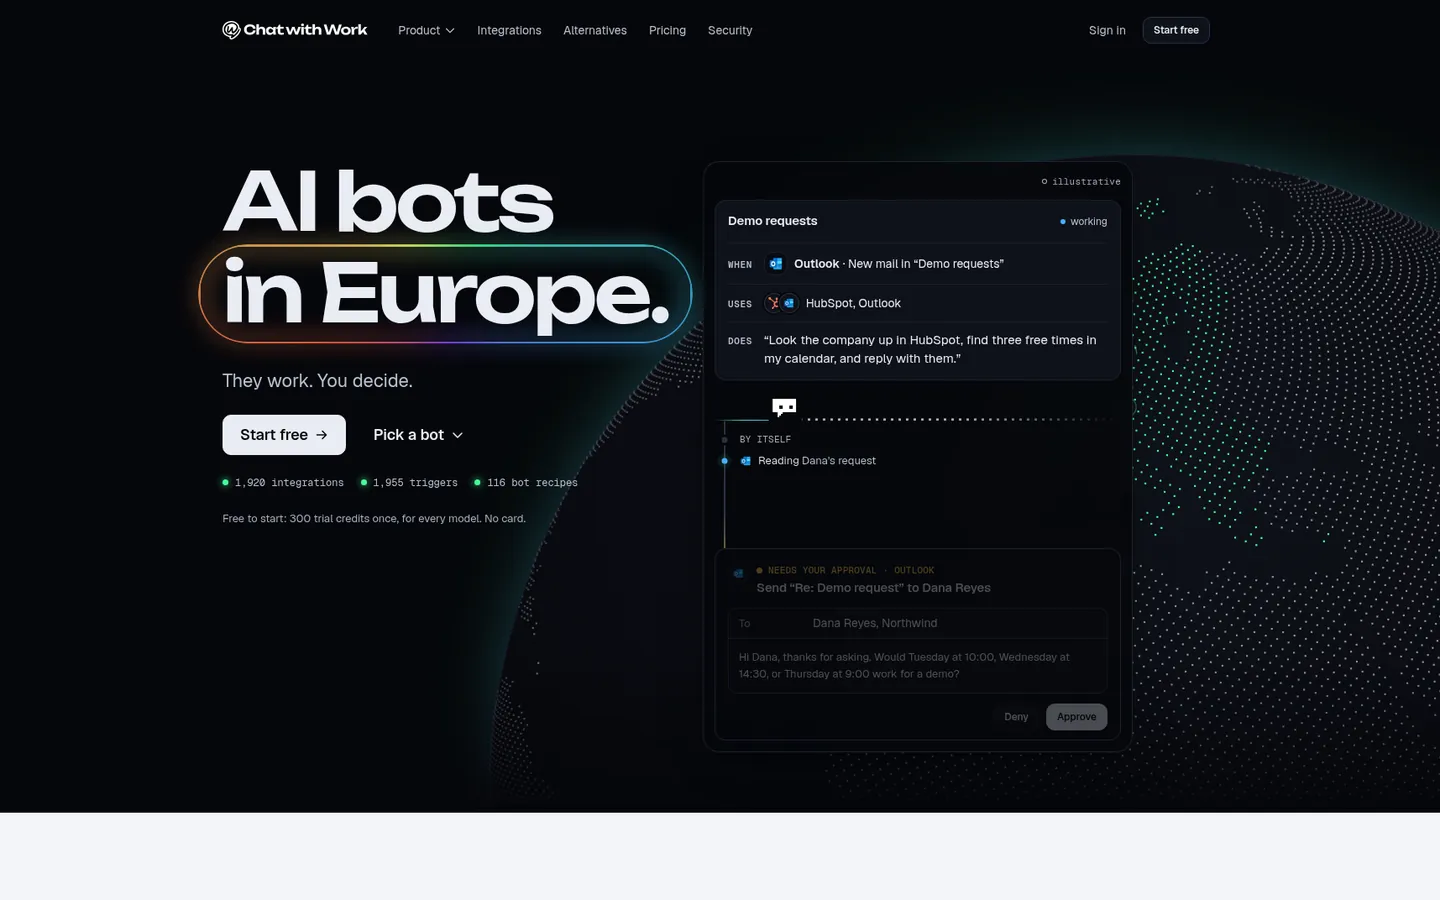 Chat with Work
Product
Integrations
Alternatives
Pricing
Security
Sign in
Start free
AI bots
in Europe.
They work. You decide.
Start free →
Pick a bot
1,920 integrations
1,955 triggers
116 bot recipes
Free to start: 300 trial credits once, for every model. No card.
illustrative
Demo requests
working
WHEN
Outlook · New mail in “Demo requests”
USES
HubSpot, Outlook
DOES
“Look the company up in HubSpot, find three free times in
my calendar, and reply with them.”
BY ITSELF
Reading Dana's request
NEEDS YOUR APPROVAL · OUTLOOK
Send “Re: Demo request” to Dana Reyes
To Dana Reyes, Northwind
Hi Dana, thanks for asking. Would Tuesday at 10:00, Wednesday at
14:30, or Thursday at 9:00 work for a demo?
Deny
Approve